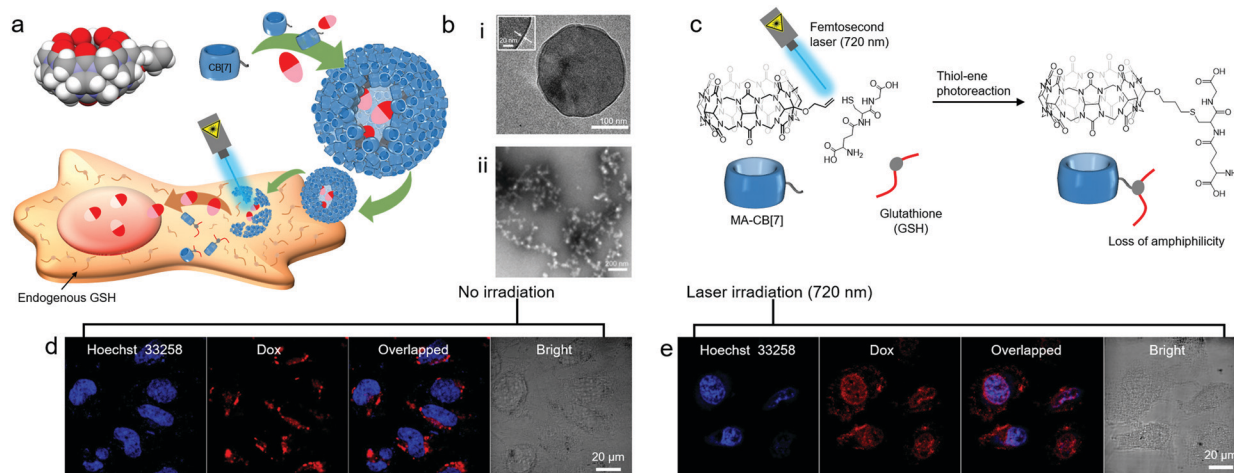 a
CB[7]
Endogenous GSH
b
i
20 nm
100 nm
ii
200 nm
c
Femtosecond
laser (720 nm)
Thiol-ene
photoreaction
MA-CB[7]
Glutathione
(GSH)
Loss of amphiphilicity
No irradiation
Laser irradiation (720 nm)
d
Hoechst 33258
Dox
Overlapped
Bright
20 µm
e
Hoechst 33258
Dox
Overlapped
Bright
20 µm